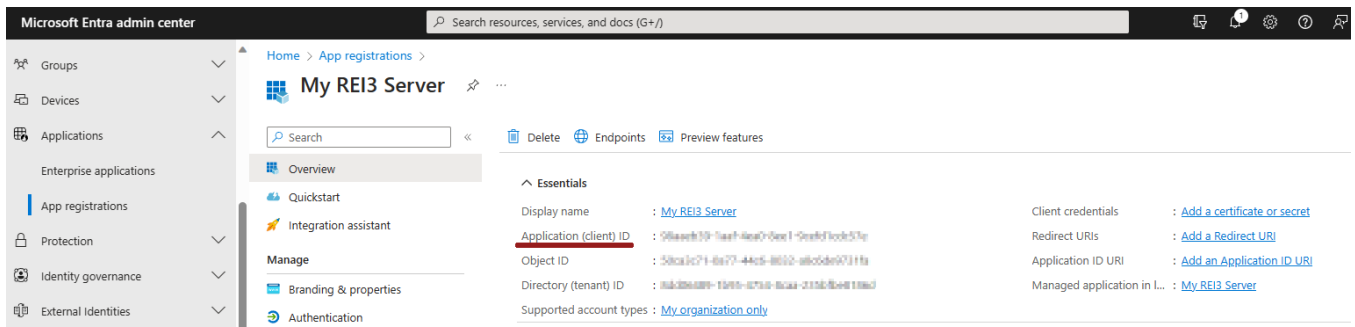 Microsoft Entra admin center
Search resources, services, and docs (G+/)
1
Groups
Devices
Applications
Enterprise applications
App registrations
Protection
Identity governance
External Identities
Home > App registrations >
My REI3 Server
Search
«
Overview
Quickstart
Integration assistant
Manage
Branding & properties
Authentication
Delete Endpoints Preview features
Essentials
Display name : My REI3 Server
Application (client) ID :
Object ID :
Directory (tenant) ID :
Supported account types : My organization only
Client credentials : Add a certificate or secret
Redirect URIs : Add a Redirect URI
Application ID URI : Add an Application ID URI
Managed application in l... : My REI3 Server